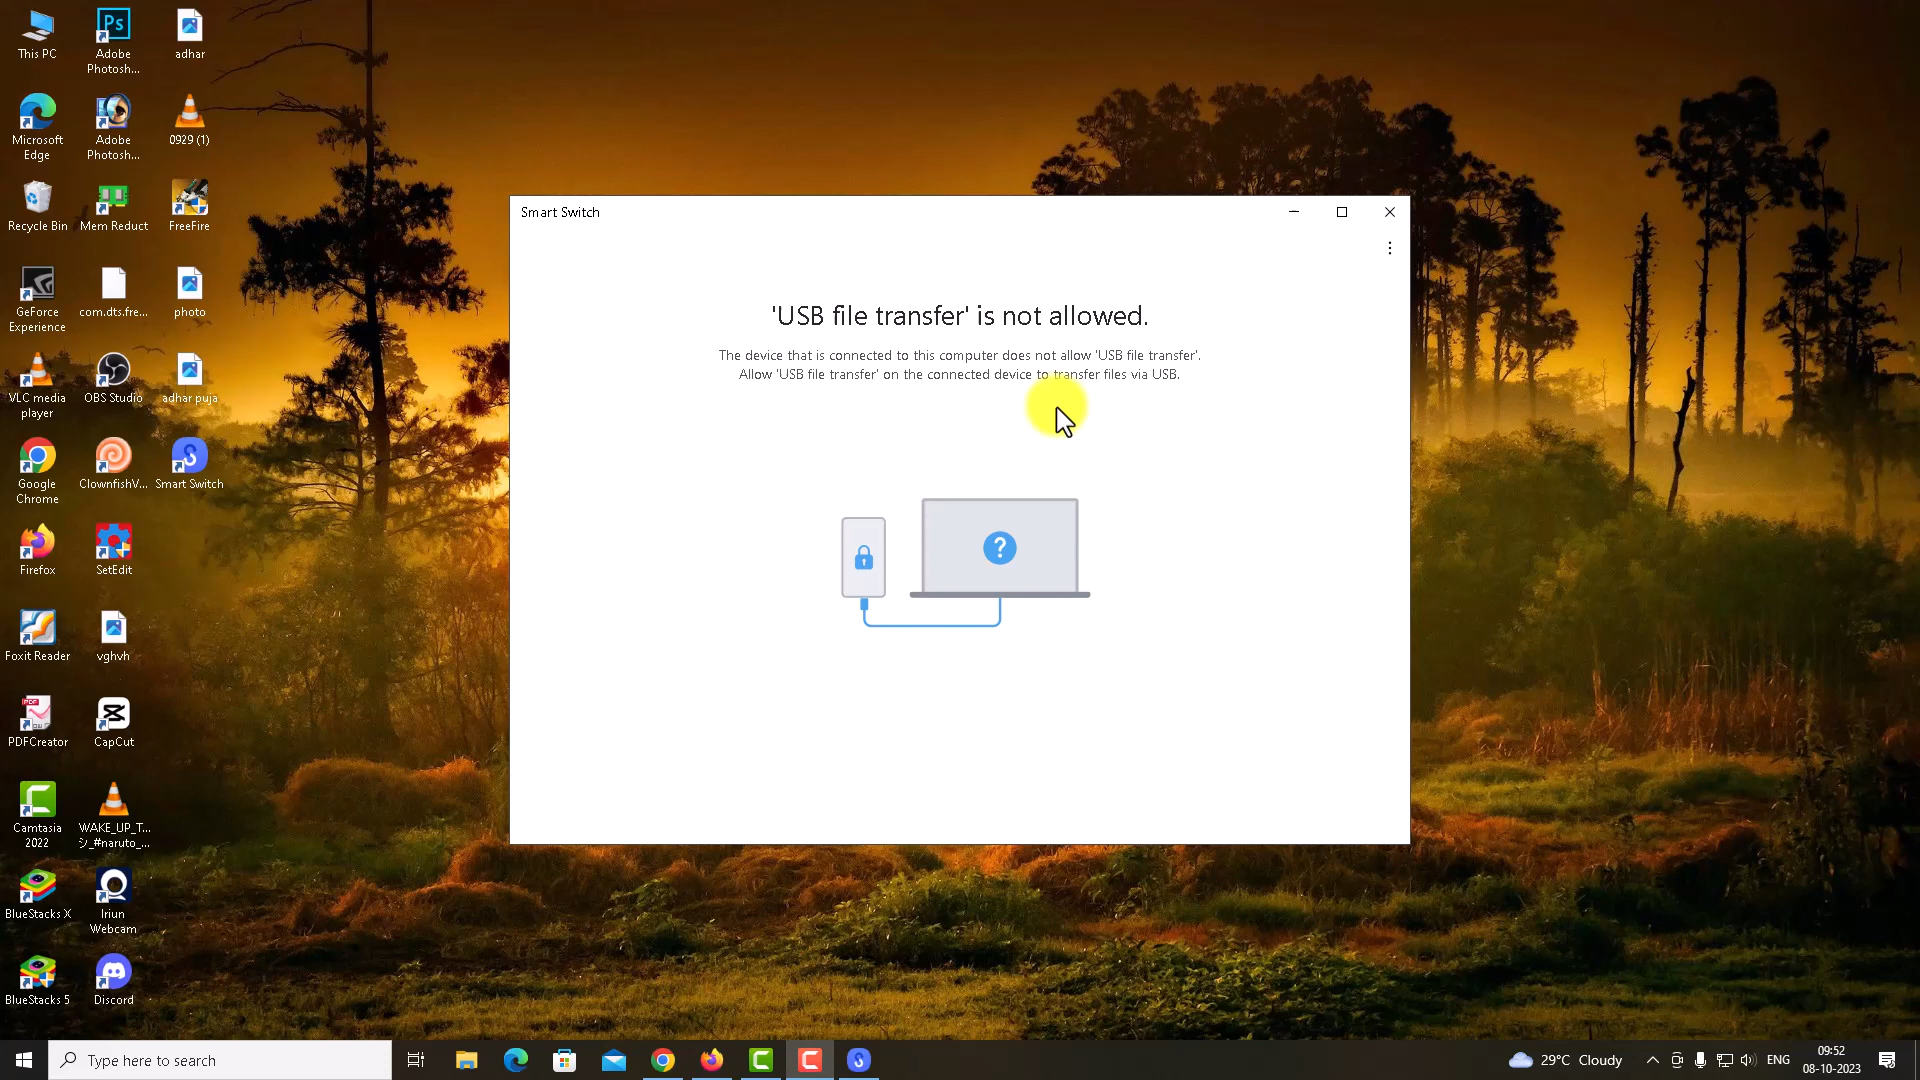 This PC
Adobe
Photosh...
adhar
Microsoft
Edge
Adobe
Photosh...
0929 (1)
Recycle Bin
Mem Reduct
FreeFire
GeForce
Experience
com.dts.fre...
photo
VLC media
player
OBS Studio
adhar puja
Google
Chrome
ClownfishV...
Smart Switch
Firefox
SetEdit
Foxit Reader
vghvh
PDFCreator
CapCut
Camtasia
2022
WAKE_UP_T...
シ_#naruto_...
BlueStacks X
Iriun
Webcam
BlueStacks 5
Discord
Smart Switch
'USB file transfer' is not allowed.
The device that is connected to this computer does not allow 'USB file transfer'.
Allow 'USB file transfer' on the connected device to transfer files via USB.
Type here to search
29°C Cloudy
ENG
09:52
08-10-2023